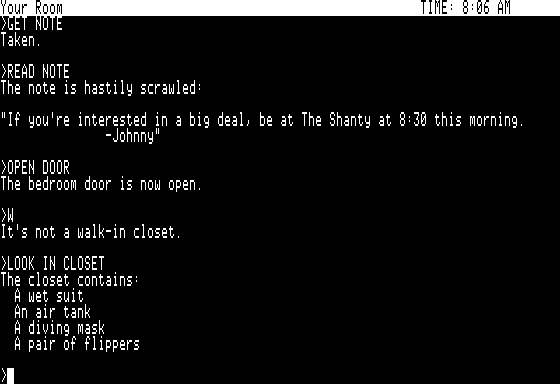 Your Room TIME: 8:06 AM
>GET NOTE
Taken.
>READ NOTE
The note is hastily scrawled:
"If you're interested in a big deal, be at The Shanty at 8:30 this morning.
-Johnny"
>OPEN DOOR
The bedroom door is now open.
>W
It's not a walk-in closet.
>LOOK IN CLOSET
The closet contains:
A wet suit
An air tank
A diving mask
A pair of flippers
>